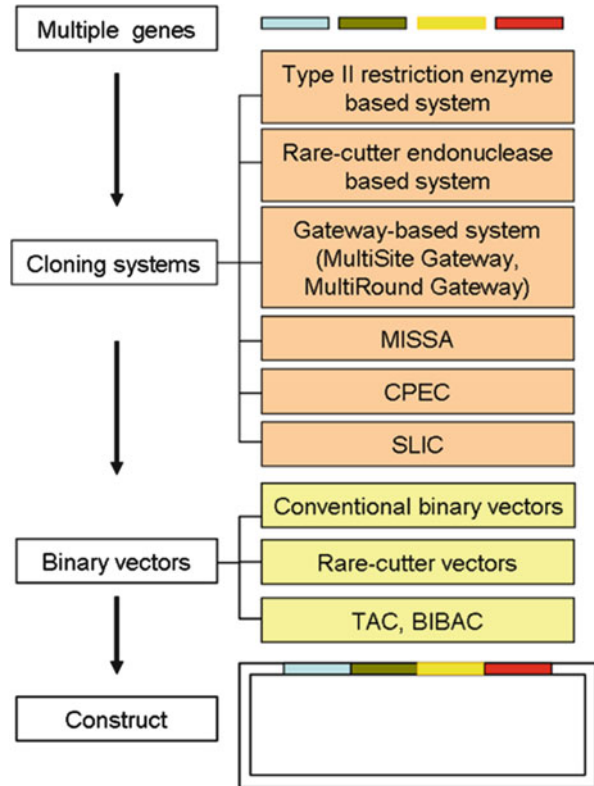 Multiple genes
Type II restriction enzyme
based system
Rare-cutter endonuclease
based system
Cloning systems
Gateway-based system
(MultiSite Gateway,
MultiRound Gateway)
MISSA
CPEC
SLIC
Binary vectors
Conventional binary vectors
Rare-cutter vectors
TAC, BIBAC
Construct